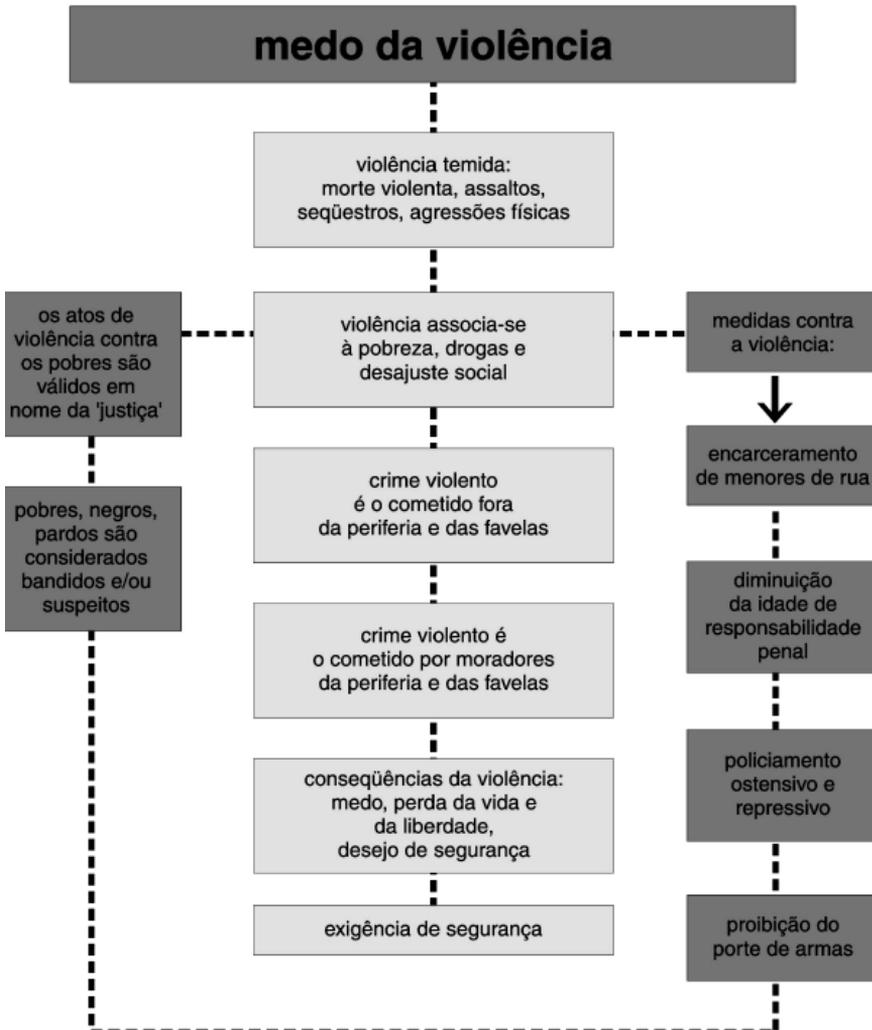 medo da violência
violência temida:
morte violenta, assaltos,
seqüestros, agressões físicas
os atos de
violência contra
os pobres são
válidos em
nome da 'justiça'
violência associa-se
à pobreza, drogas e
desajuste social
medidas contra
a violência:
pobres, negros,
pardos são
considerados
bandidos e/ou
suspeitos
crime violento
é o cometido fora
da periferia e das favelas
encarceramento
de menores de rua
crime violento é
o cometido por moradores
da periferia e das favelas
diminuição
da idade de
responsabilidade
penal
conseqüências da violência:
medo, perda da vida e
da liberdade,
desejo de segurança
policiamento
ostensivo e
repressivo
exigência de segurança
proibição do
porte de armas